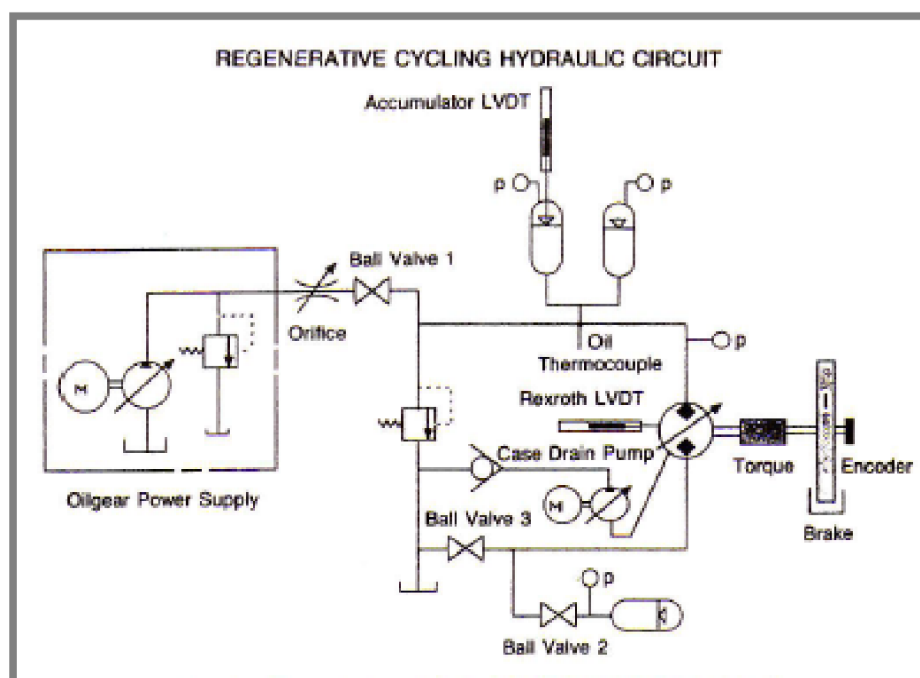 REGENERATIVE CYCLING HYDRAULIC CIRCUIT
Accumulator LVDT
p
p
Ball Valve 1
Orifice
Oil
Thermocouple
p
M
Rexroth LVDT
Case Drain Pump
Torque
Encoder
Oilgear Power Supply
M
Ball Valve 3
Brake
p
Ball Valve 2